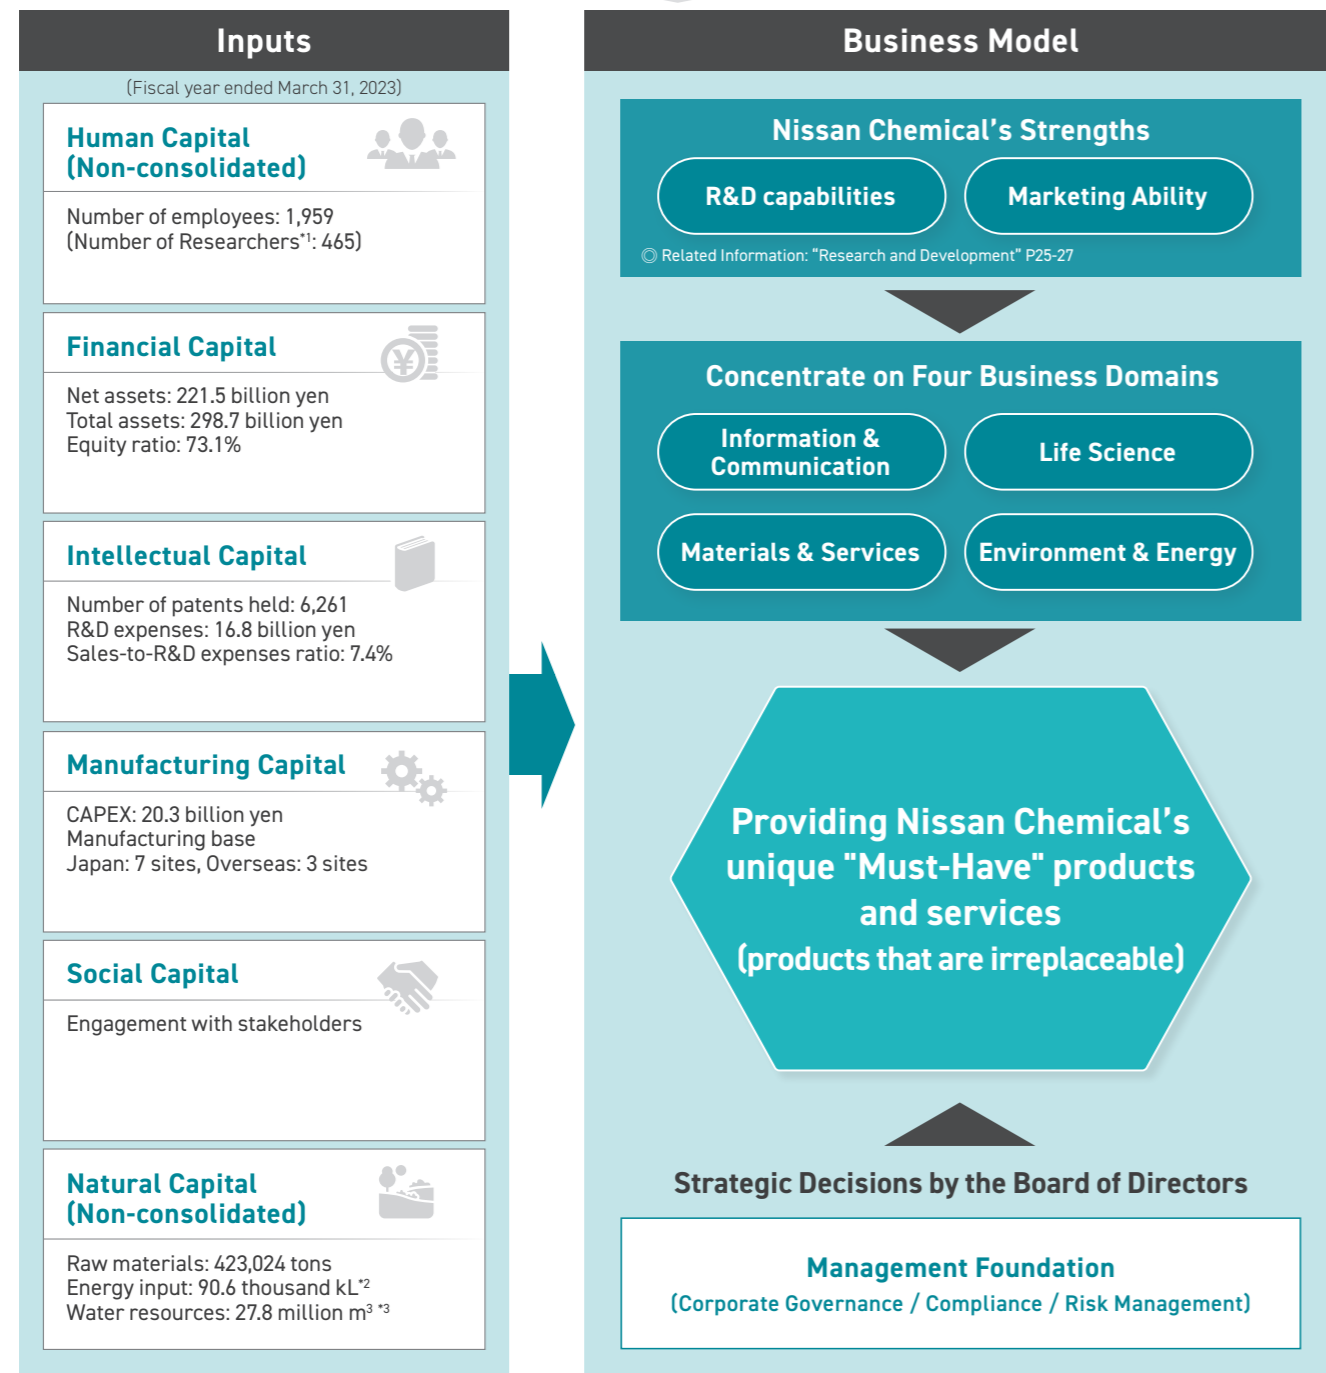 Inputs
(Fiscal year ended March 31, 2023)
Human Capital
(Non-consolidated)
Number of employees: 1,959
(Number of Researchers*1: 465)
Financial Capital
Net assets: 221.5 billion yen
Total assets: 298.7 billion yen
Equity ratio: 73.1%
Intellectual Capital
Number of patents held: 6,261
R&D expenses: 16.8 billion yen
Sales-to-R&D expenses ratio: 7.4%
Manufacturing Capital
CAPEX: 20.3 billion yen
Manufacturing base
Japan: 7 sites, Overseas: 3 sites
Social Capital
Engagement with stakeholders
Natural Capital
(Non-consolidated)
Raw materials: 423,024 tons
Energy input: 90.6 thousand kL*2
Water resources: 27.8 million m3 *3
Business Model
Nissan Chemical’s Strengths
R&D capabilities
Marketing Ability
◎ Related Information: “Research and Development” P25-27
Concentrate on Four Business Domains
Information &
Communication
Life Science
Materials & Services
Environment & Energy
Providing Nissan Chemical’s
unique "Must-Have" products
and services
(products that are irreplaceable)
Strategic Decisions by the Board of Directors
Management Foundation
(Corporate Governance / Compliance / Risk Management)
¥